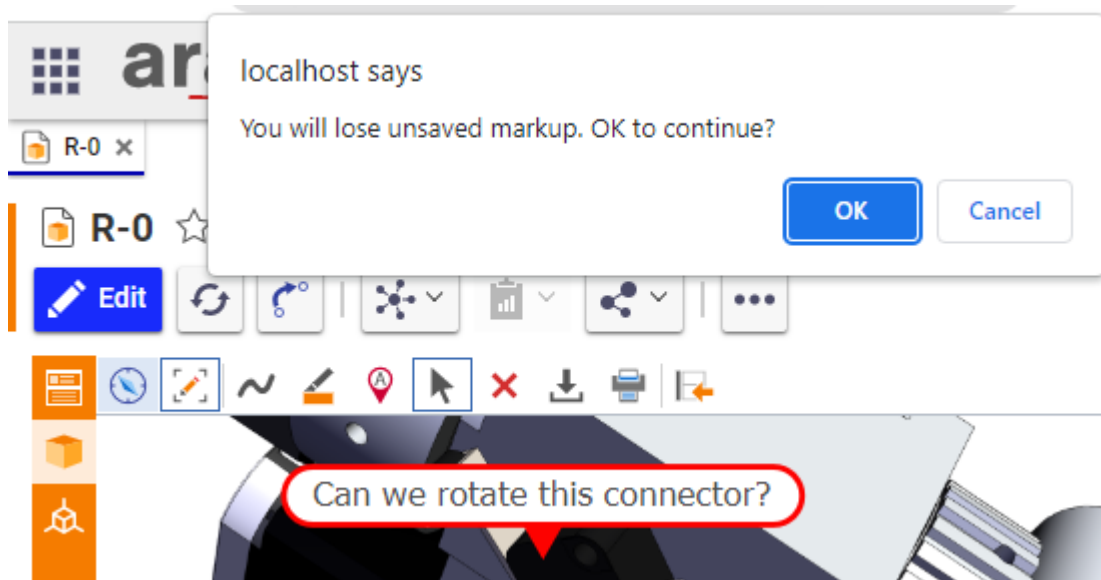 localhost says
You will lose unsaved markup. OK to continue?
OK Cancel
ar
R-0
R-0
Edit
A
Can we rotate this connector?